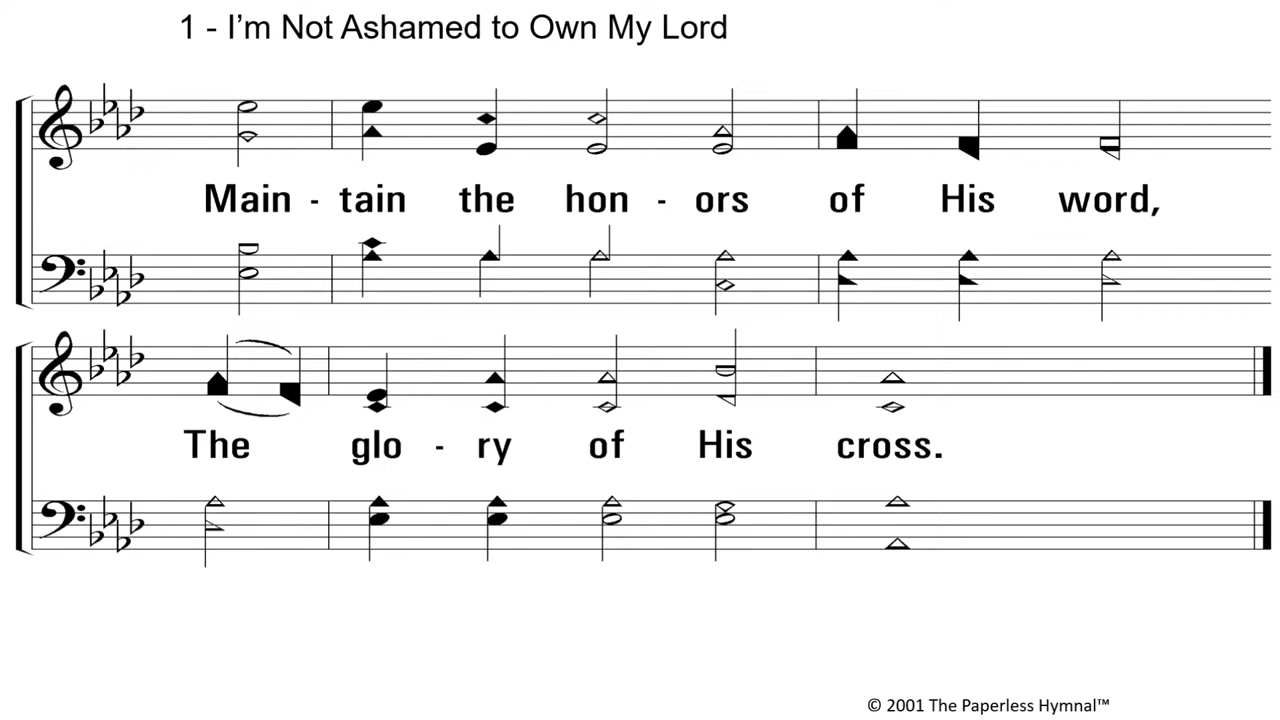 1 - I’m Not Ashamed to Own My Lord
Main - tain the hon - ors of His word,
The glo - ry of His cross.
© 2001 The Paperless Hymnal™